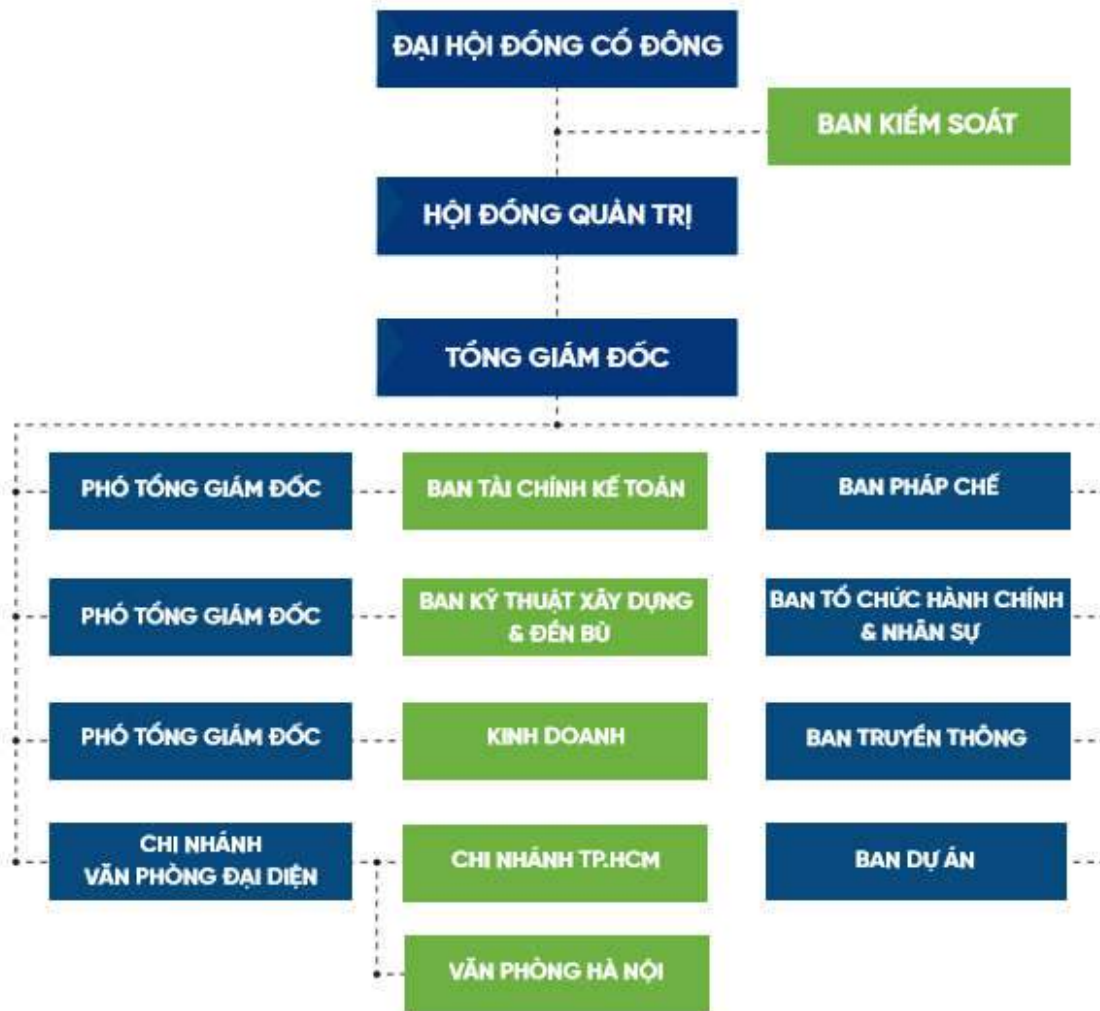 ĐẠI HỘI ĐỒNG CỔ ĐÔNG
BAN KIỂM SOÁT
HỘI ĐỒNG QUẢN TRỊ
TỔNG GIÁM ĐỐC
PHÓ TỔNG GIÁM ĐỐC
BAN TÀI CHÍNH KẾ TOÁN
BAN PHÁP CHẾ
PHÓ TỔNG GIÁM ĐỐC
BAN KỸ THUẬT XÂY DỰNG
& ĐỀN BÙ
BAN TỔ CHỨC HÀNH CHÍNH
& NHÂN SỰ
PHÓ TỔNG GIÁM ĐỐC
KINH DOANH
BAN TRUYỀN THÔNG
CHI NHÁNH
VĂN PHÒNG ĐẠI DIỆN
CHI NHÁNH TP.HCM
BAN DỰ ÁN
VĂN PHÒNG HÀ NỘI